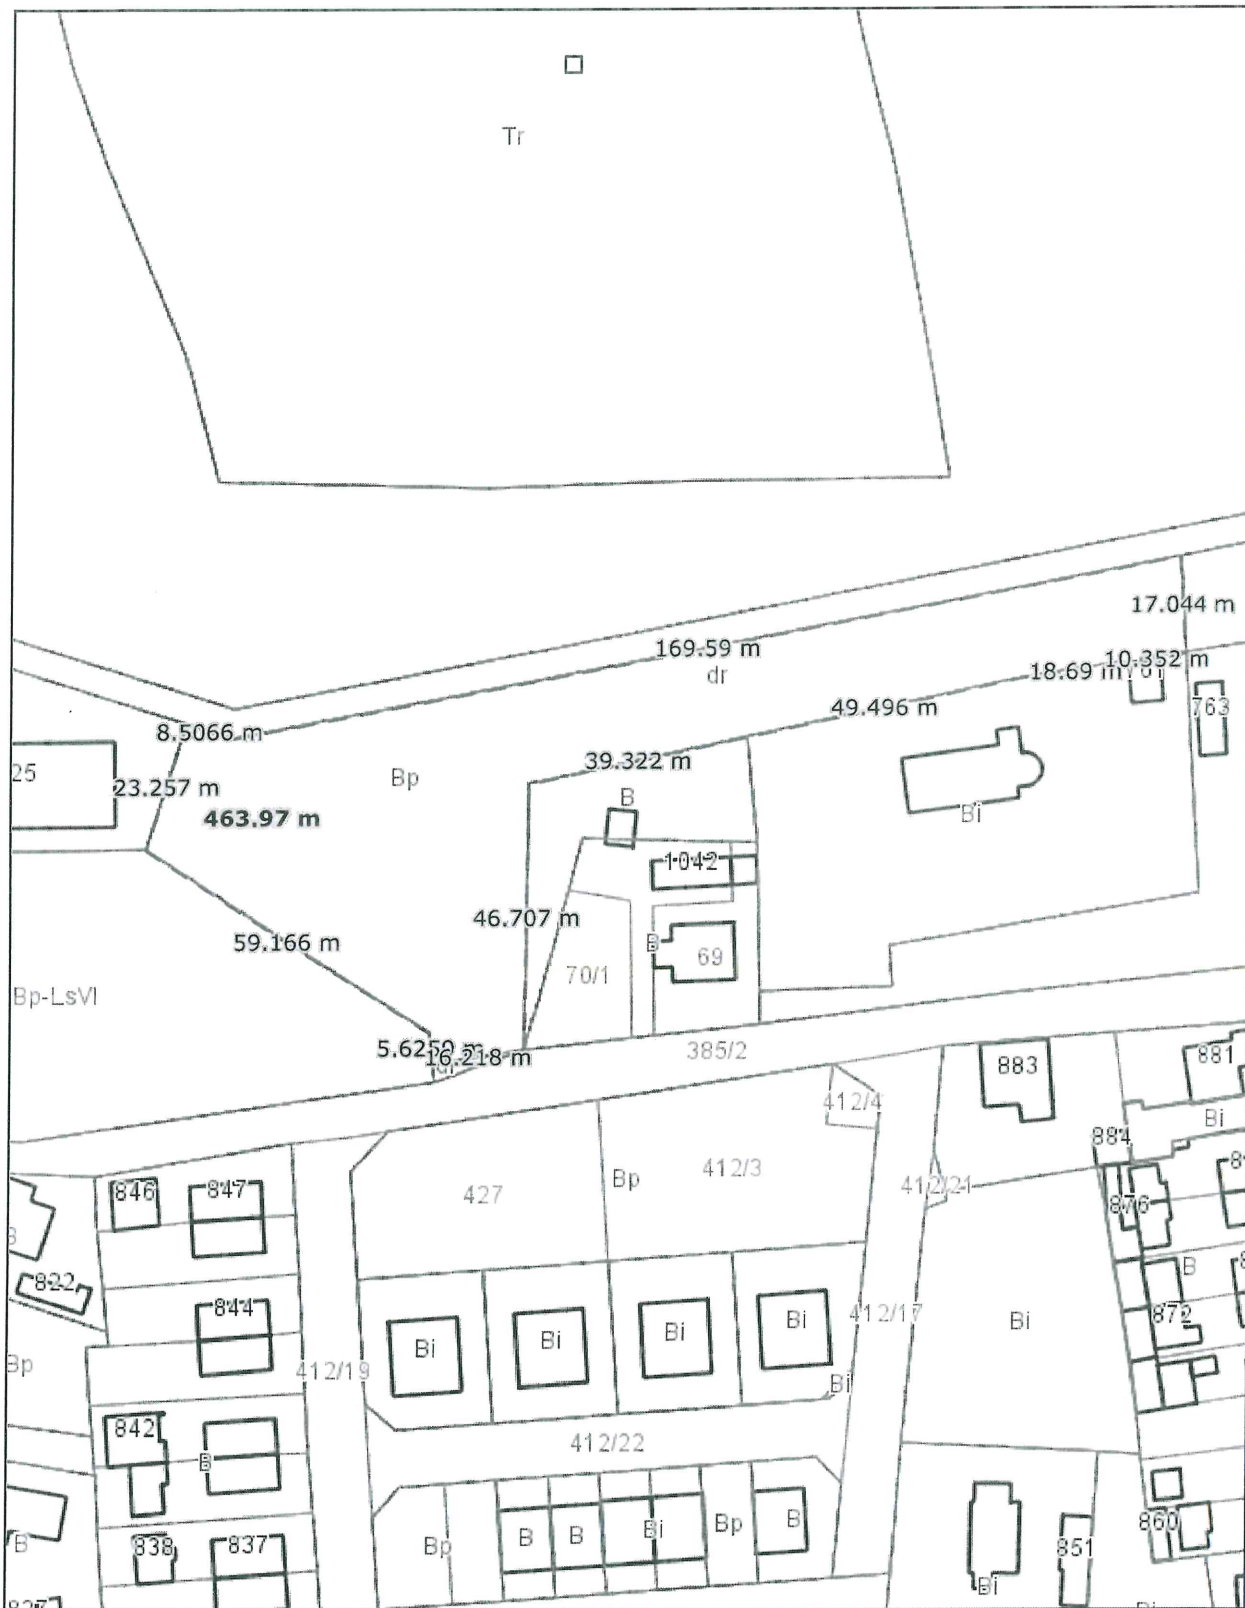 Tr
17.044 m
169.59 m
dr
10.352 m
18.69 m
763
49.496 m
8.5066 m
39.322 m
25
Bp
23.257 m
463.97 m
B
Bi
1042
46.707 m
59.166 m
B
69
70/1
Bp-LsVI
5.6250 m
16.218 m
385/2
883
881
412/4
Bi
884
412/3
Bp
427
412/21
846
847
876
822
B
844
412/17
872
Bi
Bi
Bi
Bi
Bi
Bp
412/19
Bi
842
412/22
B
860
Bp
B
B
Bi
Bp
B
838
837
851
B
Bi